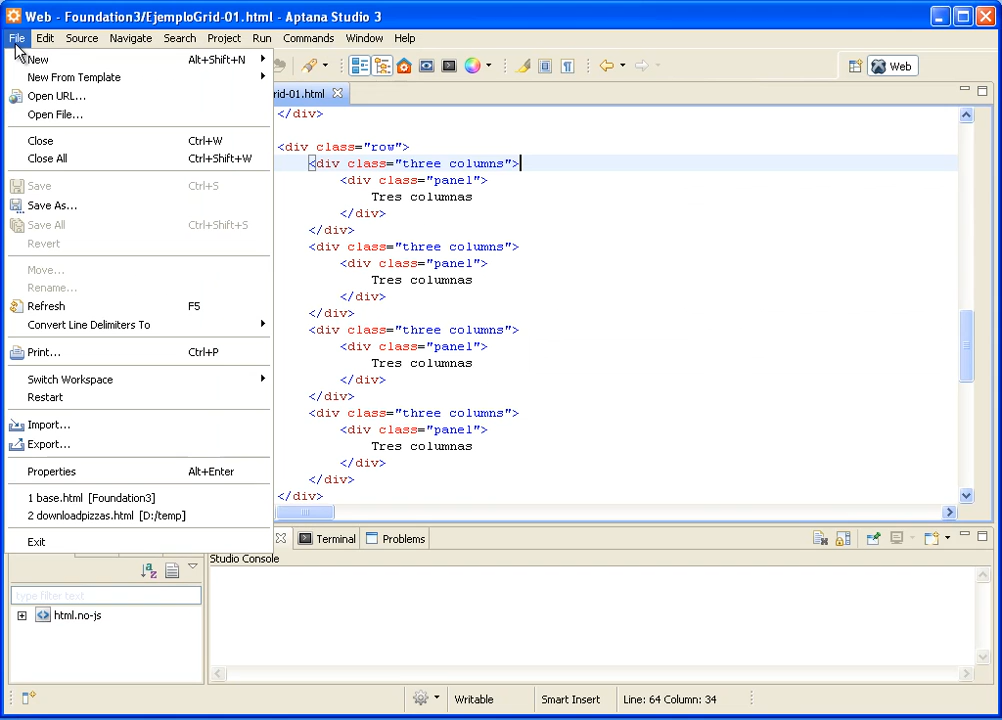 Web - Foundation3/EjemploGrid-01.html - Aptana Studio 3
File Edit Source Navigate Search Project Run Commands Window Help
New Alt+Shift+N
New From Template
Open URL...
Open File...
Close Ctrl+W
Close All Ctrl+Shift+W
Save Ctrl+S
Save As...
Save All Ctrl+Shift+S
Revert
Move...
Rename...
Refresh F5
Convert Line Delimiters To
Print... Ctrl+P
Switch Workspace
Restart
Import...
Export...
Properties Alt+Enter
1 base.html [Foundation3]
2 downloadpizzas.html [D:/temp]
Exit
Web
rid-01.html
</div>
<div class="row">
<div class="three columns">
<div class="panel">
Tres columnas
</div>
</div>
<div class="three columns">
<div class="panel">
Tres columnas
</div>
</div>
<div class="three columns">
<div class="panel">
Tres columnas
</div>
</div>
<div class="three columns">
<div class="panel">
Tres columnas
</div>
</div>
</div>
Terminal Problems
Studio Console
type filter text
html.no-js
Writable Smart Insert Line: 64 Column: 34